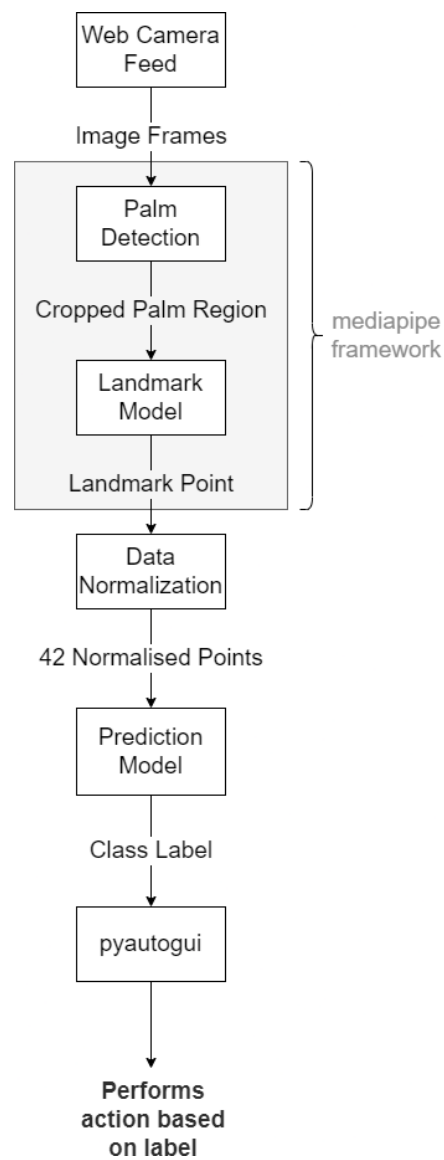 Web Camera
Feed
Image Frames
Palm
Detection
Cropped Palm Region
mediapipe
framework
Landmark
Model
Landmark Point
Data
Normalization
42 Normalised Points
Prediction
Model
Class Label
pyautogui
Performs
action based
on label